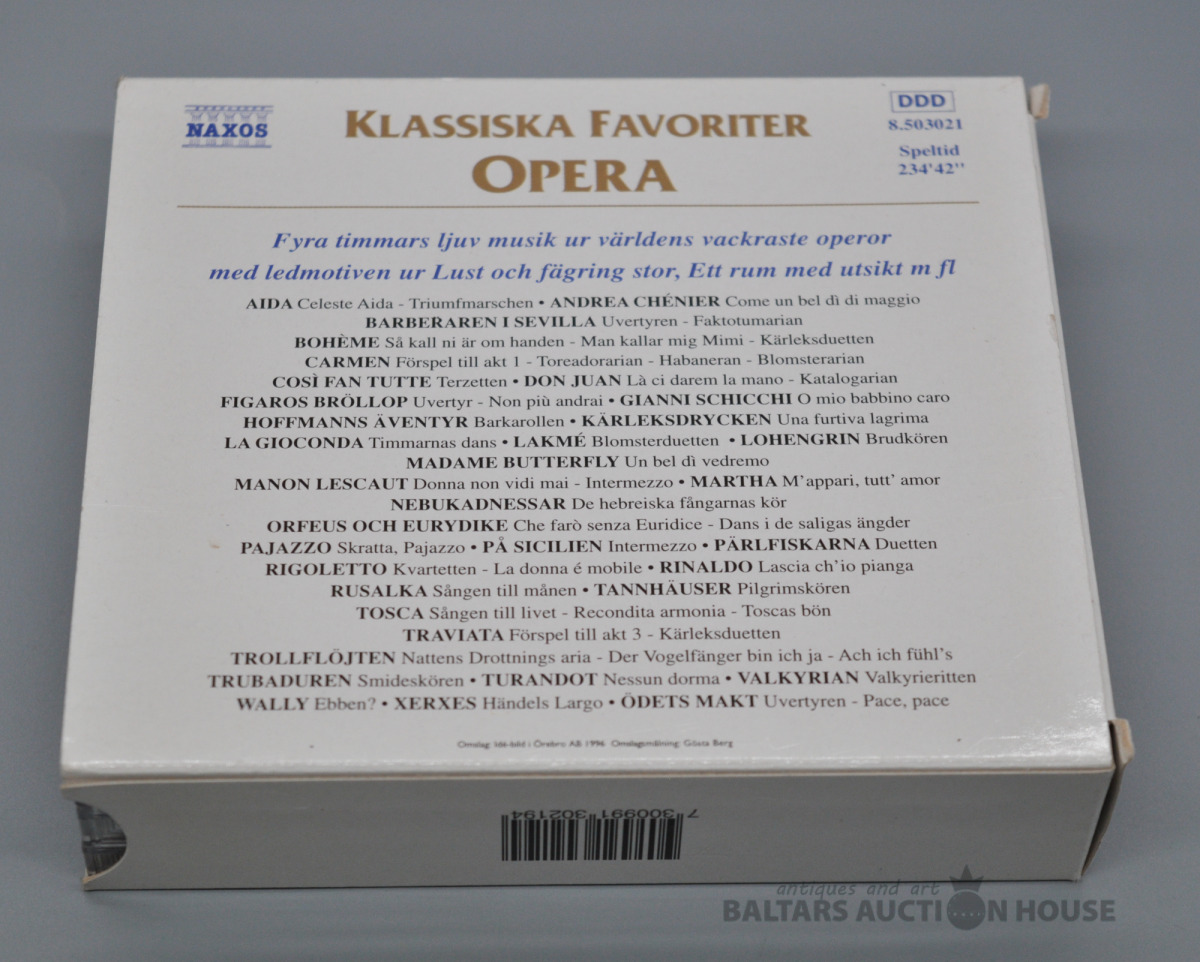 NAXOS
KLASSISKA FAVORITER
OPERA
DDD
8.503021
Speltid
234'42"
Fyra timmars ljuv musik ur världens vackraste operor
med ledmotiven ur Lust och fägring stor, Ett rum med utsikt m fl
AIDA Celeste Aida - Triumfmarschen • ANDREA CHÉNIER Come un bel dì di maggio
BARBERAREN I SEVILLA Uvertyren - Faktotumarian
BOHÈME Så kall ni är om handen - Man kallar mig Mimi - Kärleksduetten
CARMEN Förspel till akt 1 - Toreadorarian - Habaneran - Blomsterarian
COSÌ FAN TUTTE Terzetten • DON JUAN Là ci darem la mano - Katalogarian
FIGAROS BRÖLLOP Uvertyr - Non più andrai • GIANNI SCHICCHI O mio babbino caro
HOFFMANNS ÄVENTYR Barkarollen • KÄRLEKSDRYCKEN Una furtiva lagrima
LA GIOCONDA Timmarnas dans • LAKMÉ Blomsterduetten • LOHENGRIN Brudkören
MADAME BUTTERFLY Un bel dì vedremo
MANON LESCAUT Donna non vidi mai - Intermezzo • MARTHA M'appari, tutt' amor
NEBUKADNESSAR De hebreiska fångarnas kör
ORFEUS OCH EURYDIKE Che farò senza Euridice - Dans i de saligas ängder
PAJAZZO Skratta, Pajazzo • PÅ SICILIEN Intermezzo • PÄRLFISKARNA Duetten
RIGOLETTO Kvartetten - La donna é mobile • RINALDO Lascia ch'io pianga
RUSALKA Sången till månen • TANNHÄUSER Pilgrimskören
TOSCA Sången till livet - Recondita armonia - Toscas bön
TRAVIATA Förspel till akt 3 - Kärleksduetten
TROLLFLÖJTEN Nattens Drottnings aria - Der Vogelfänger bin ich ja - Ach ich fühl's
TRUBADUREN Smideskören • TURANDOT Nessun dorma • VALKYRIAN Valkyrieritten
WALLY Ebben? • XERXES Händels Largo • ÖDETS MAKT Uvertyren - Pace, pace
Omslag: Idé-bild i Örebro AB 1996 Omslagsmålning: Gösta Berg
7 300991 302194
antiques and art
BALTARS AUCTION HOUSE